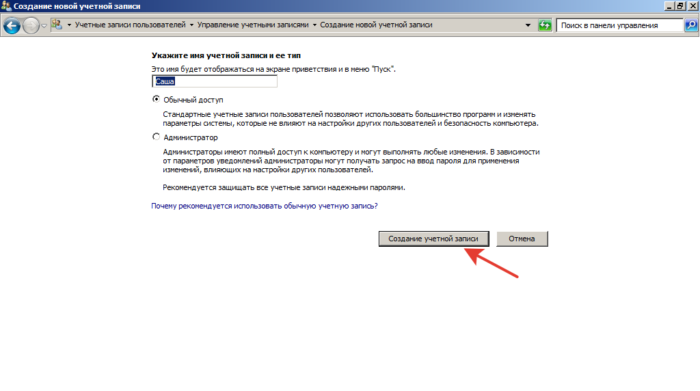 Создание новой учетной записи
Учетные записи пользователей Управление учетными записями Создание новой учетной записи
Поиск в панели управления
Укажите имя учетной записи и ее тип
Это имя будет отображаться на экране приветствия и в меню "Пуск".
Саша
Обычный доступ
Стандартные учетные записи пользователей позволяют использовать большинство программ и изменять
параметры системы, которые не влияют на настройки других пользователей и безопасность компьютера.
Администратор
Администраторы имеют полный доступ к компьютеру и могут выполнять любые изменения. В зависимости
от параметров уведомлений администраторы могут получать запрос на ввод пароля для применения
изменений, влияющих на настройки других пользователей.
Рекомендуется защищать все учетные записи надежными паролями.
Почему рекомендуется использовать обычную учетную запись?
Создание учетной записи
Отмена